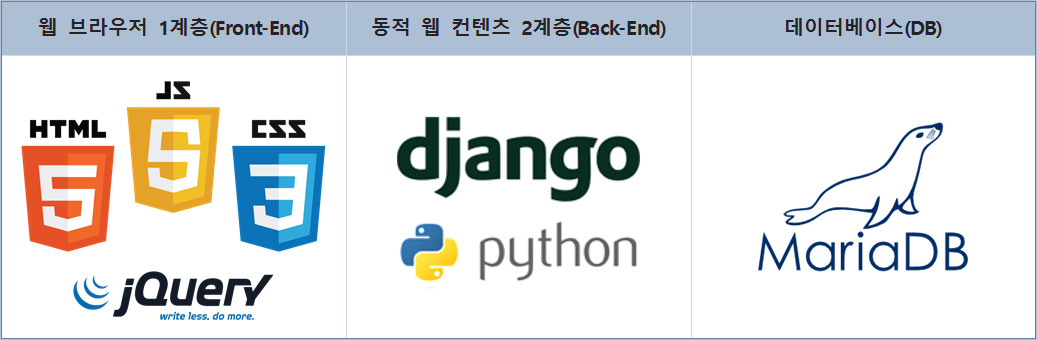 웹 브라우저 1계층(Front-End)
동적 웹 컨텐츠 2계층(Back-End)
데이터베이스(DB)
JS
HTML
CSS
5
5
3
jQuery
write less. do more.
django
python
MariaDB